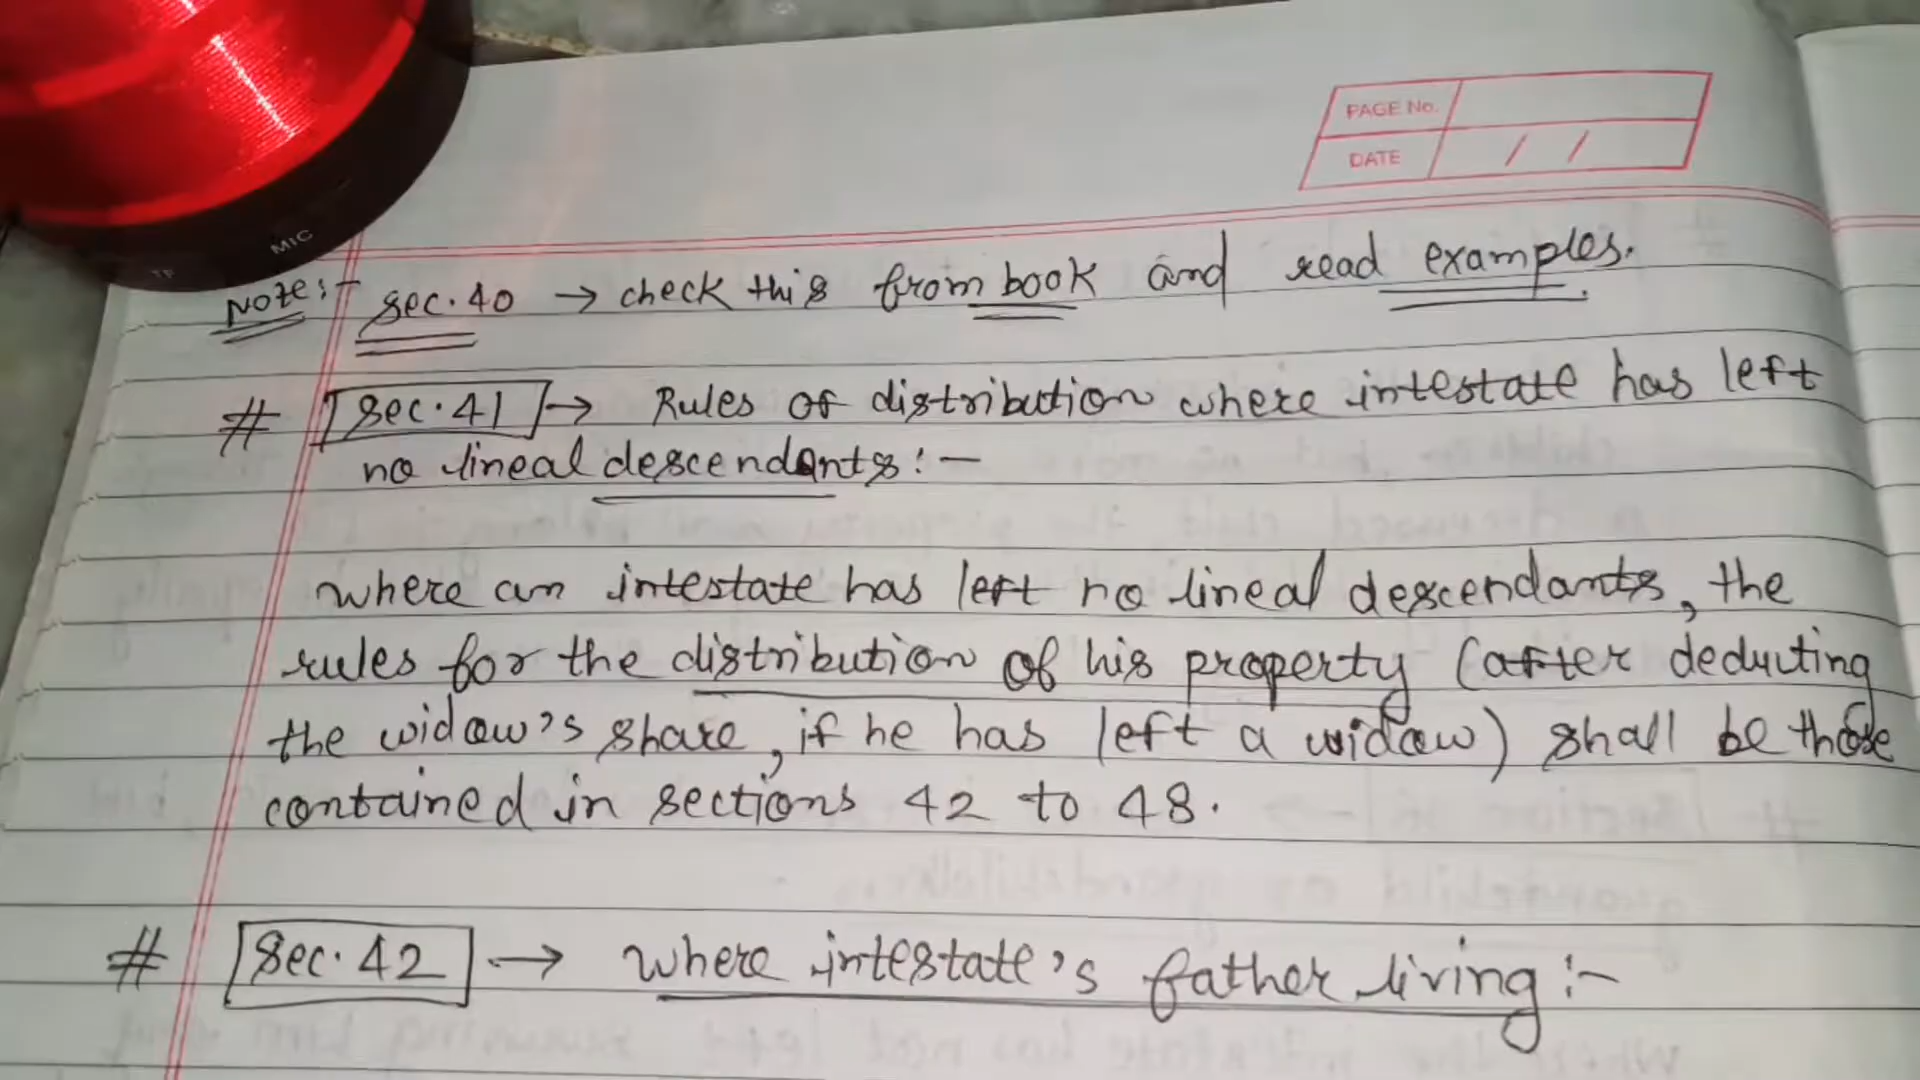 PAGE No.
DATE / /
MIC
TF
Note:- Sec. 40 → check this from book and read examples.
# Sec. 41 → Rules of distribution where intestate has left
no lineal descendants:-
where an intestate has left no lineal descendants, the
rules for the distribution of his property (after deducting
the widow's share, if he has left a widow) shall be those
contained in sections 42 to 48.
# Sec. 42 → where intestate's father living:-